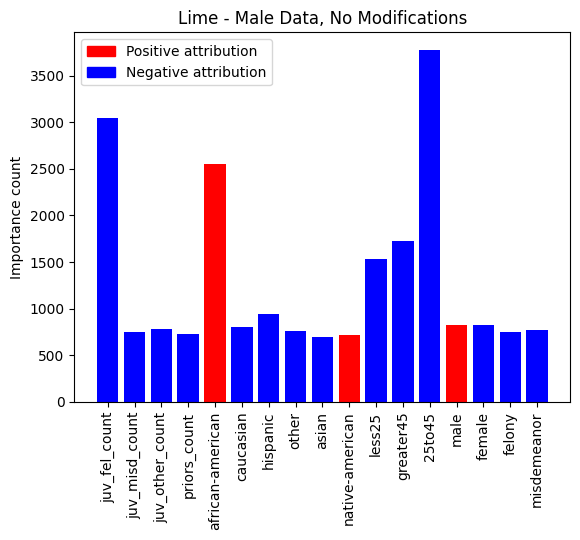 Lime - Male Data, No Modifications
Positive attribution
Negative attribution
Importance count
3500
3000
2500
2000
1500
1000
500
0
juv_fel_count
juv_misd_count
juv_other_count
priors_count
african-american
caucasian
hispanic
other
asian
native-american
less25
greater45
25to45
male
female
felony
misdemeanor